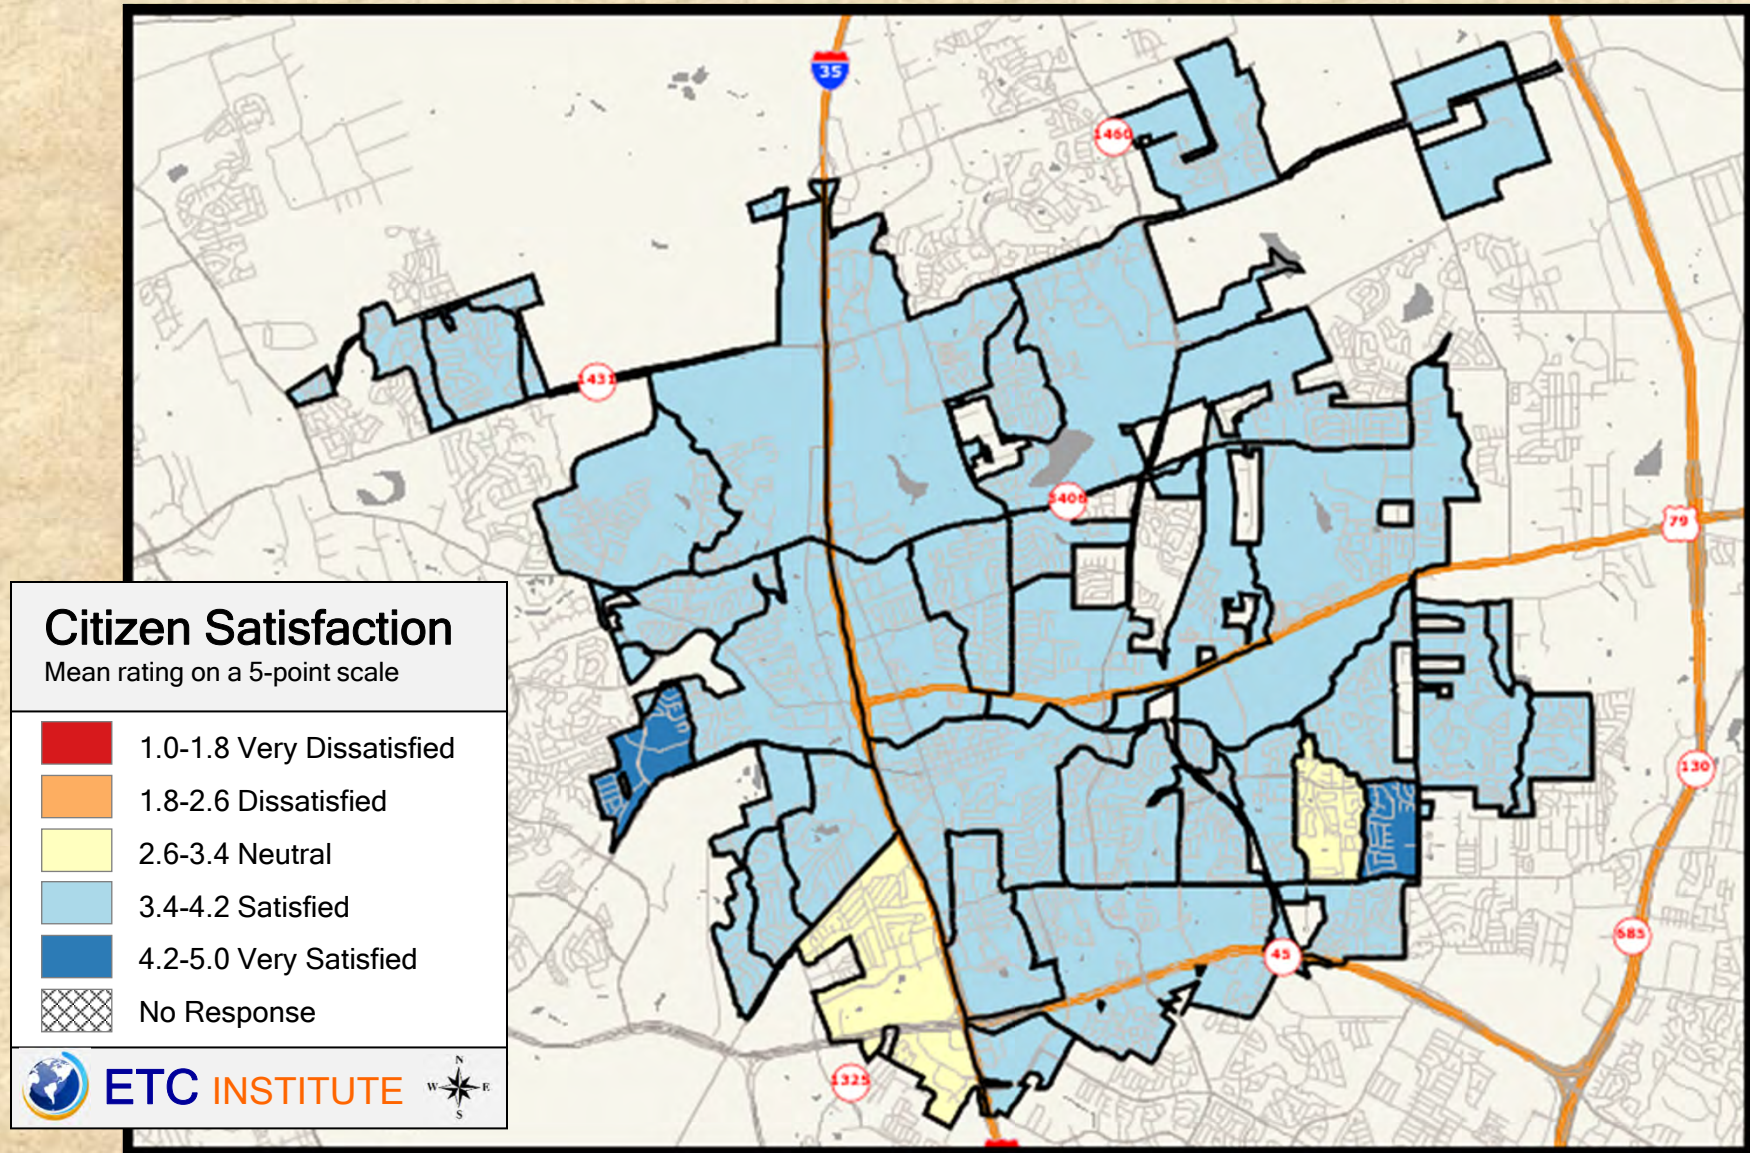 35
1460
1431
3406
79
Citizen Satisfaction
Mean rating on a 5-point scale
1.0-1.8 Very Dissatisfied
1.8-2.6 Dissatisfied
2.6-3.4 Neutral
3.4-4.2 Satisfied
4.2-5.0 Very Satisfied
No Response
130
685
45
1325
ETC INSTITUTE
N
W E
S